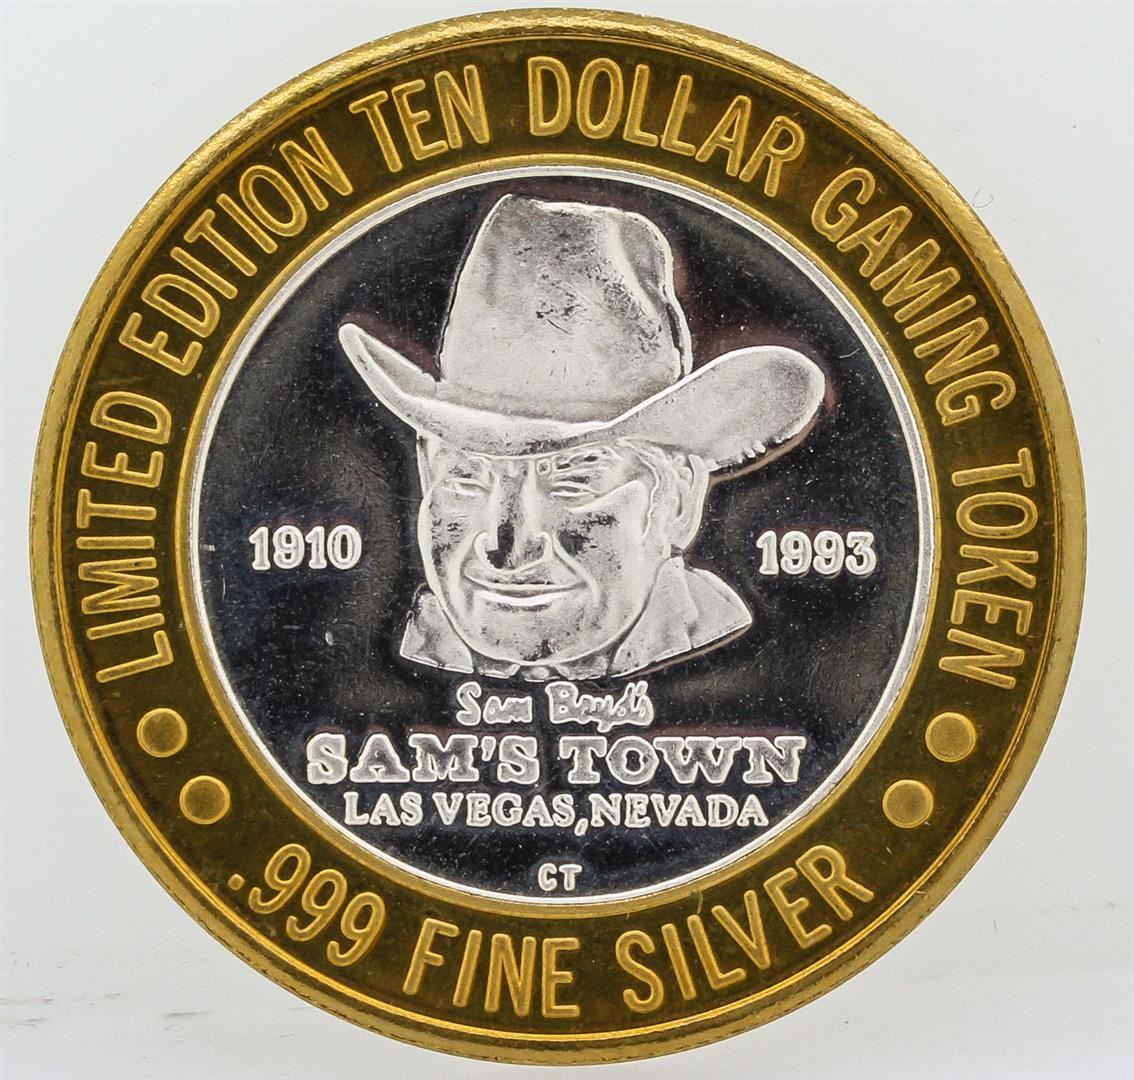 LIMITED EDITION TEN DOLLAR GAMING TOKEN
1910
1993
Sam Boyd's
SAM'S TOWN
LAS VEGAS, NEVADA
CT
.999 FINE SILVER